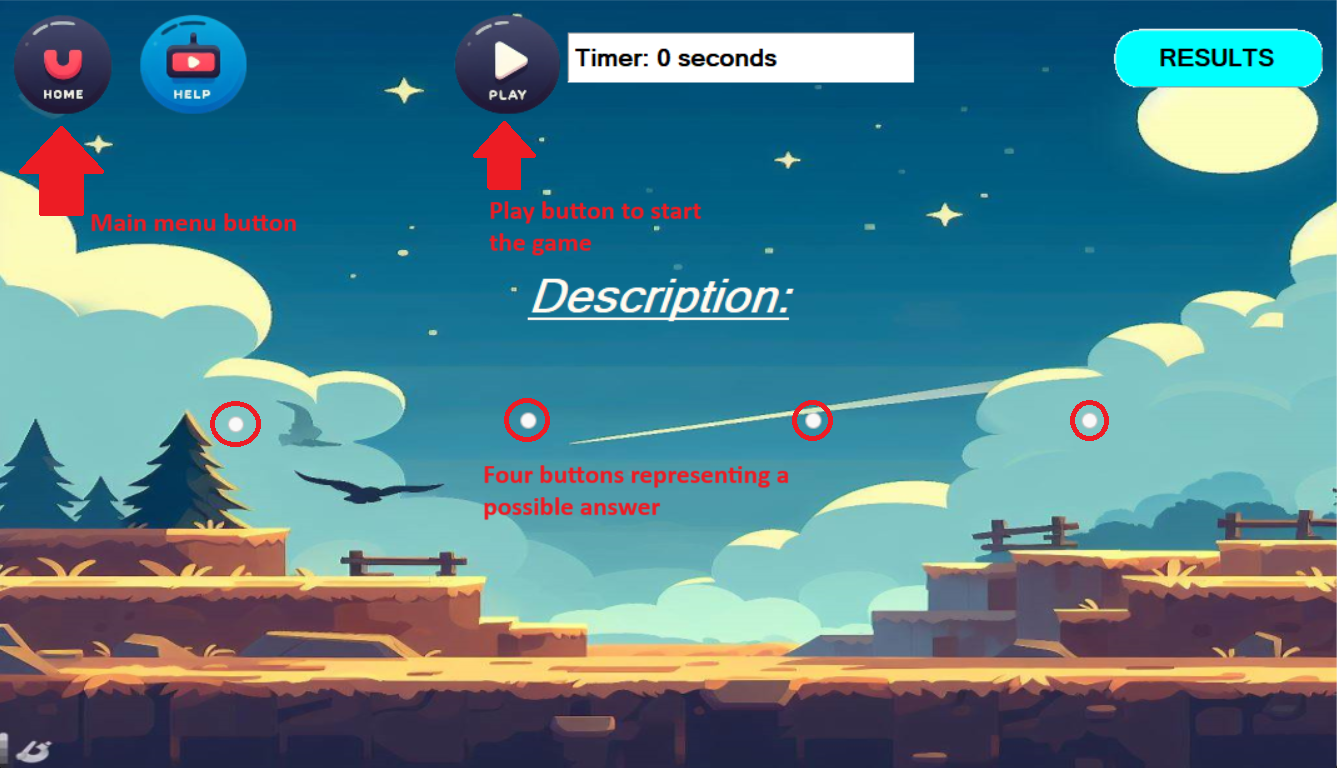 HOME
HELP
PLAY
Timer: 0 seconds
RESULTS
Main menu button
Play button to start
the game
Description:
Four buttons representing a
possible answer